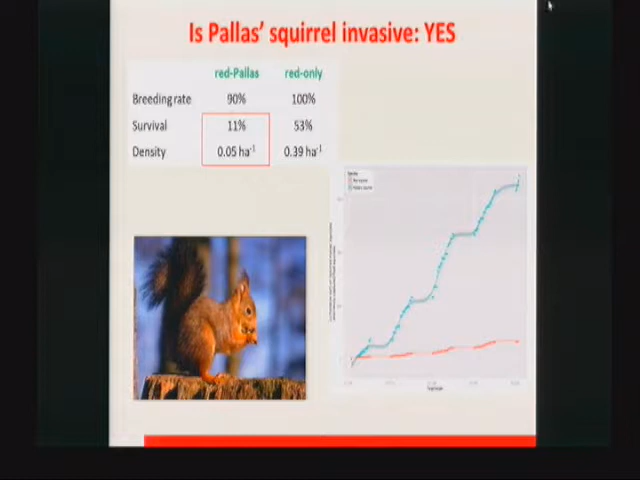 Is Pallas' squirrel invasive: YES
red-Pallas red-only
Breeding rate 90% 100%
Survival 11% 53%
Density 0.05 ha⁻¹ 0.39 ha⁻¹